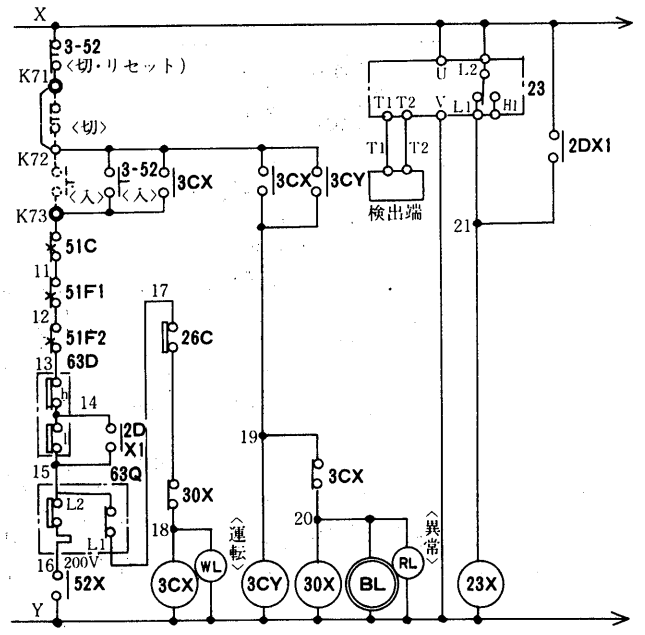 X
3-52
〈切・リセット〉
K71
〈切〉
K72
〈入〉
3-52
〈入〉
3CX
3CX
3CY
K73
U
L2
23
T1
T2
V
L1
H1
T1
T2
検出端
2DX1
21
51C
11
51F1
12
51F2
13
63D
h
14
l
2D
X1
15
63Q
L2
L1
16
200V
52X
17
26C
30X
18
WL
〈運転〉
3CX
19
3CX
20
3CY
30X
BL
RL
〈異常〉
23X
Y